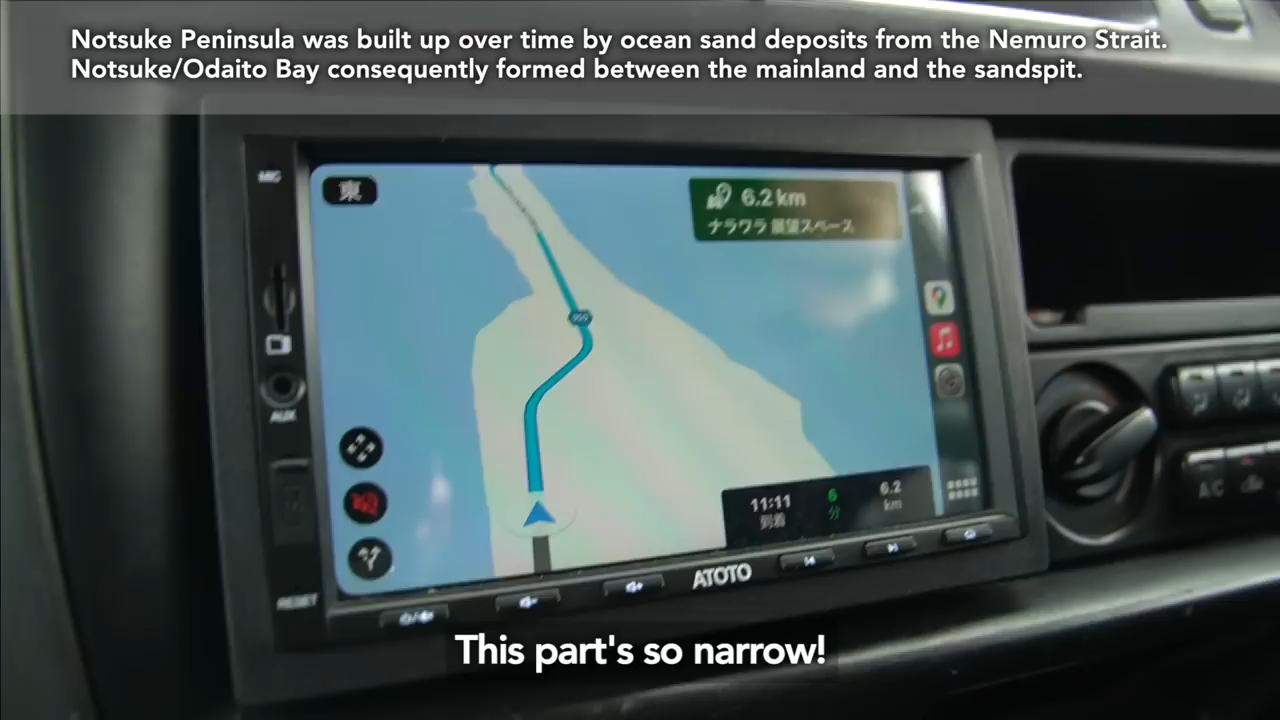 Notsuke Peninsula was built up over time by ocean sand deposits from the Nemuro Strait.
Notsuke/Odaito Bay consequently formed between the mainland and the sandspit.
MIC
東
6.2 km
ナラワラ 展望スペース
AUX
11:11
到着
6
分
6.2
km
A/C
RESET
ATOTO
This part's so narrow!